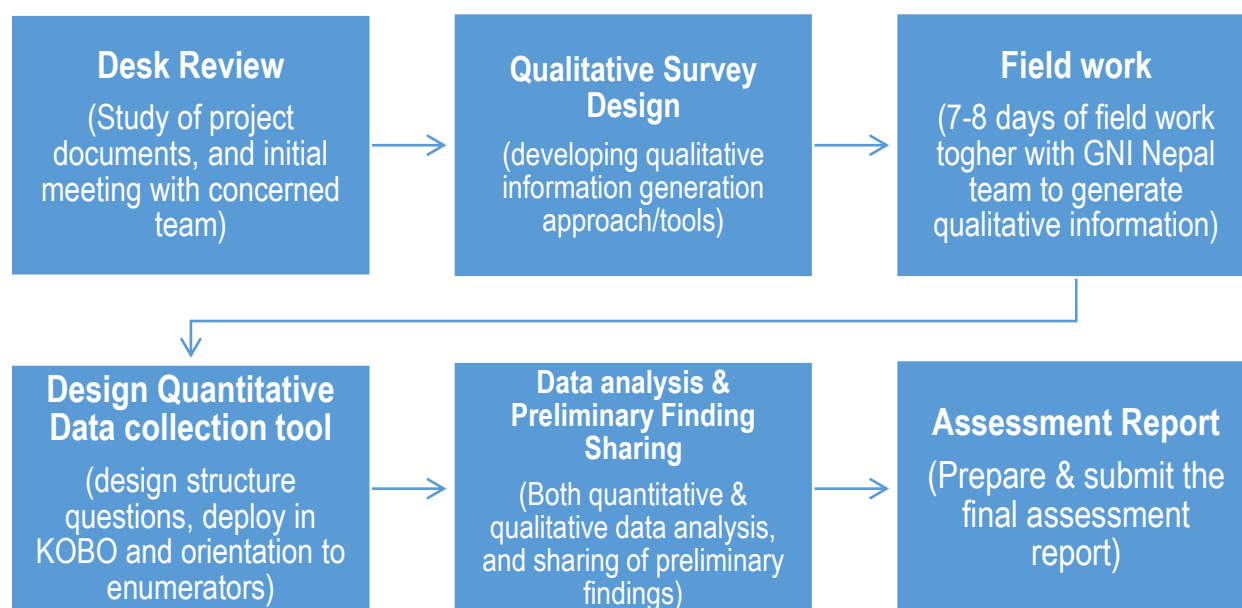 Desk Review
(Study of project
documents, and initial
meeting with concerned
team)
Qualitative Survey
Design
(developing qualitative
information generation
approach/tools)
Field work
(7-8 days of field work
togher with GNI Nepal
team to generate
qualitative information)
Design Quantitative
Data collection tool
(design structure
questions, deploy in
KOBO and orientation to
enumerators)
Data analysis &
Preliminary Finding
Sharing
(Both quantitative &
qualitative data analysis,
and sharing of preliminary
findings)
Assessment Report
(Prepare & submit the
final assessment
report)